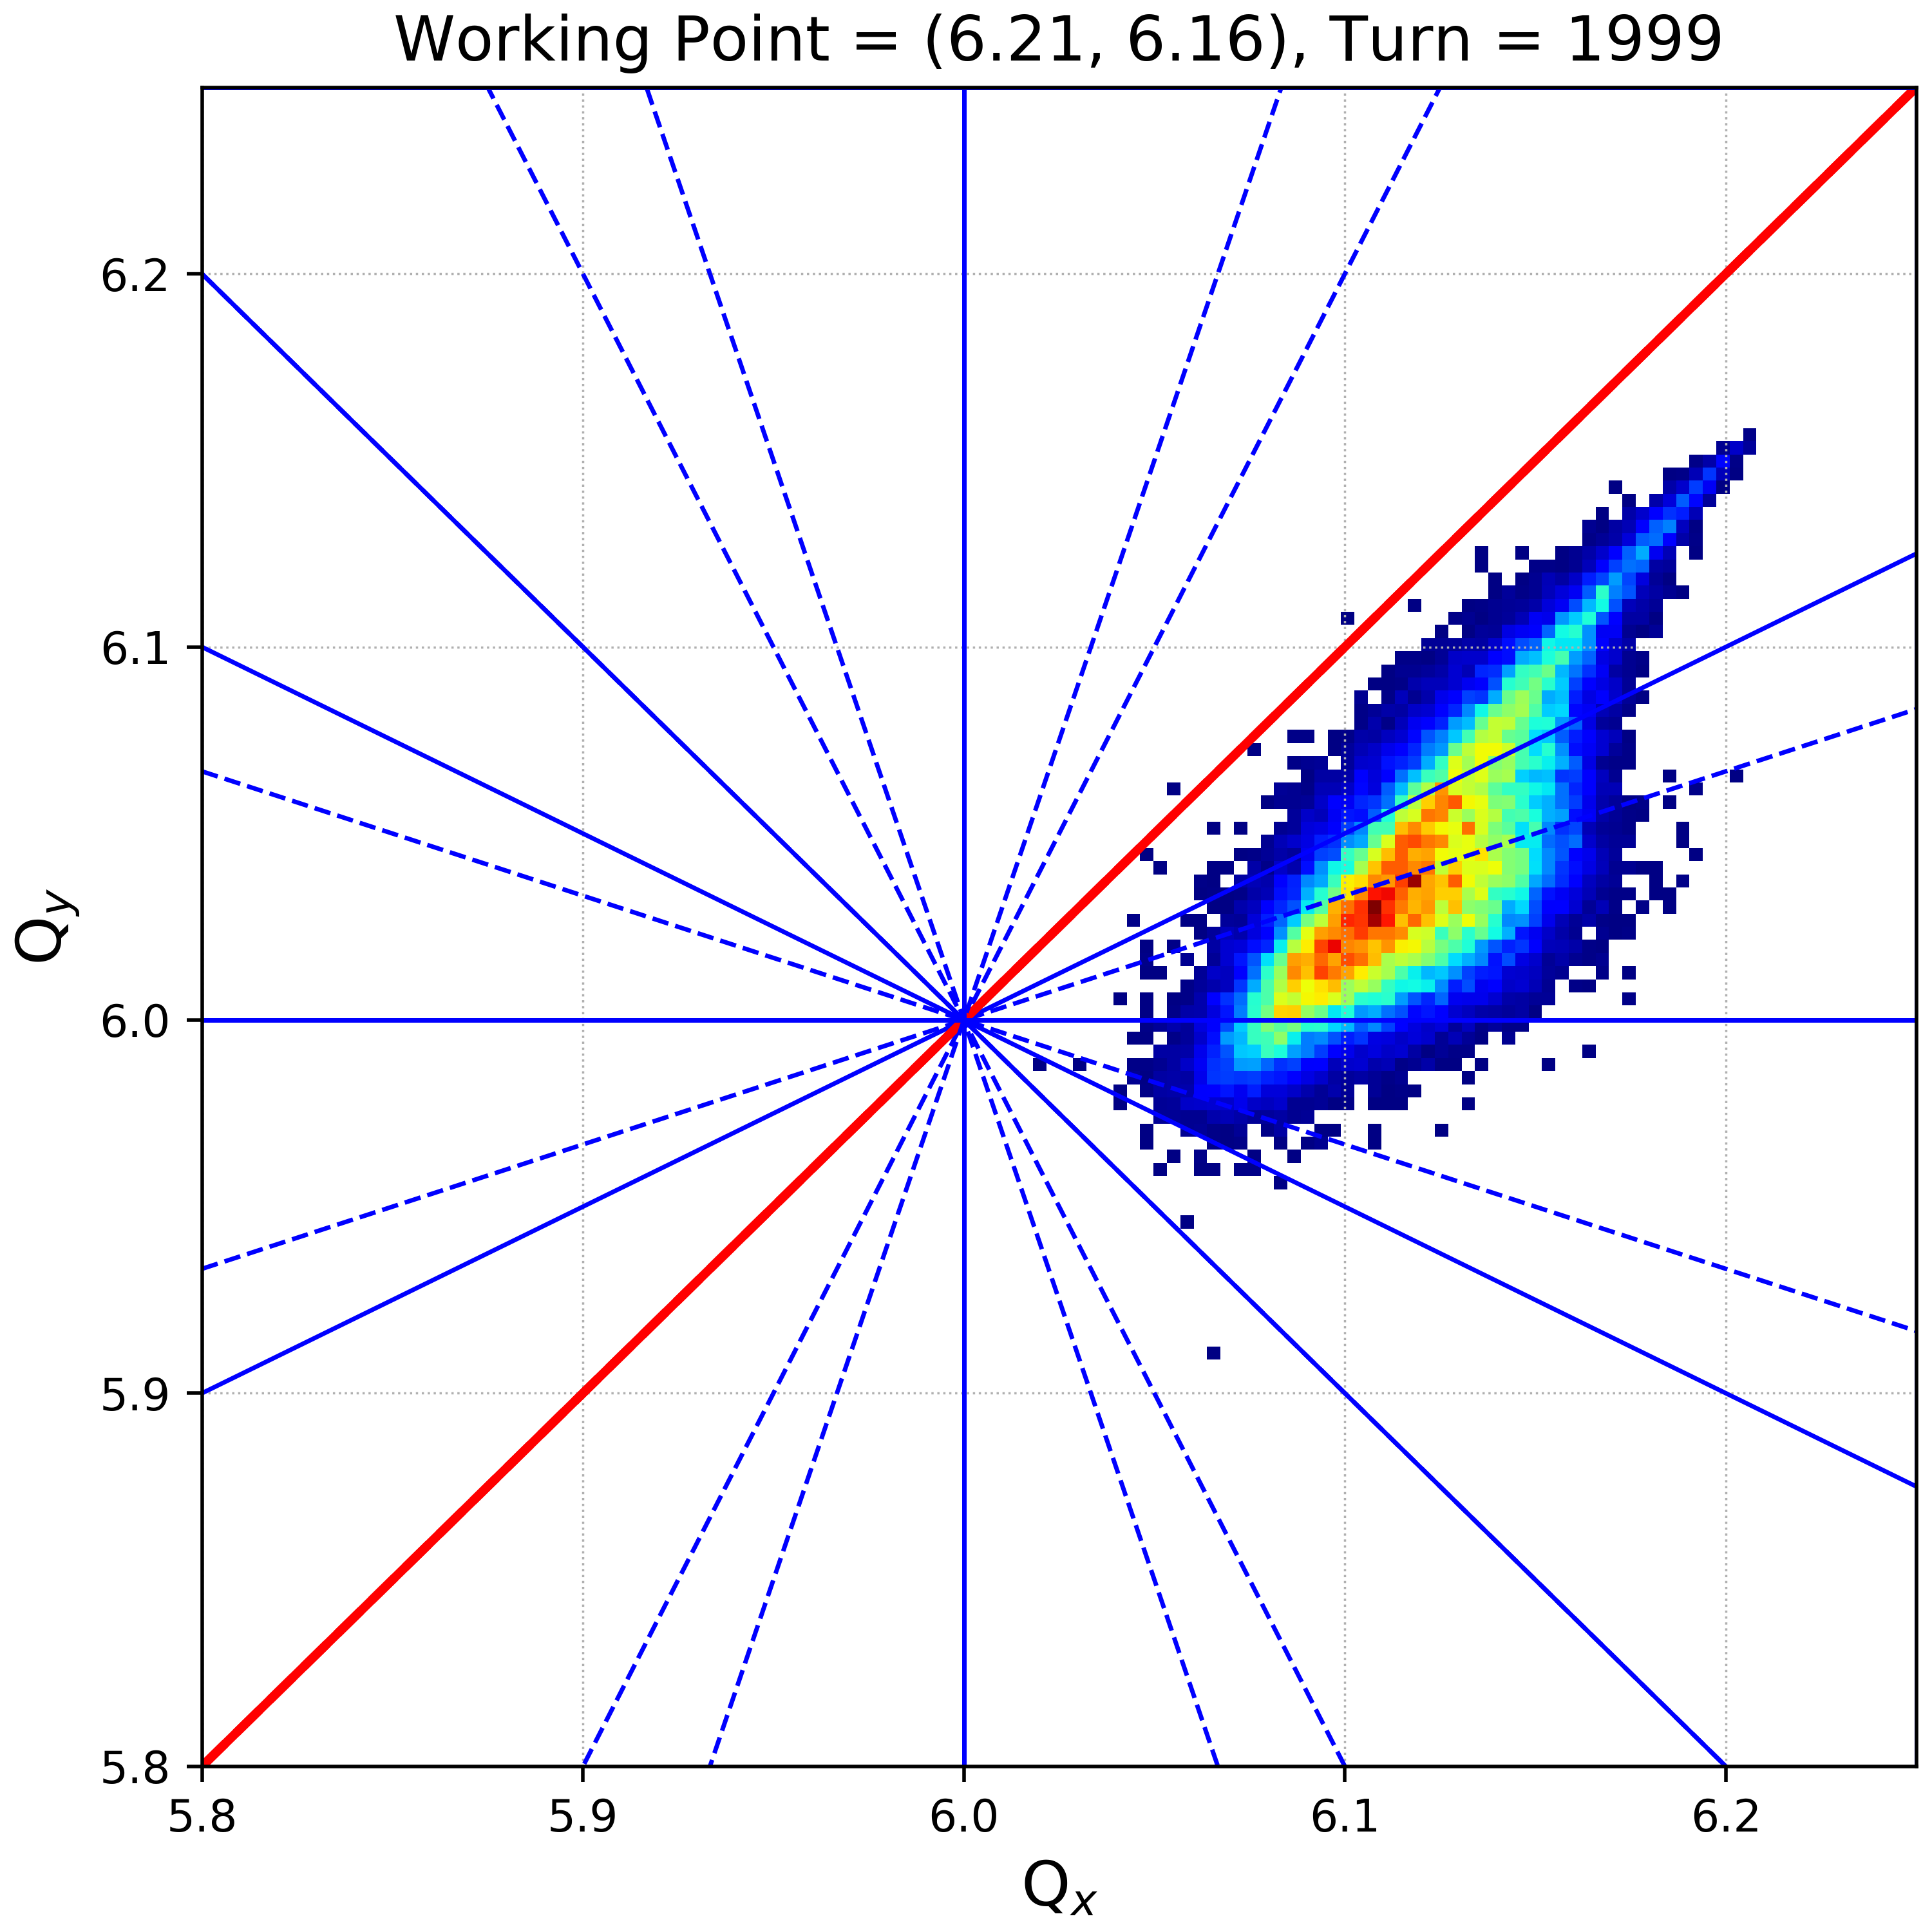 Working Point = (6.21, 6.16), Turn = 1999
6.2
6.1
6.0
5.9
5.8
Qy
5.8 5.9 6.0 6.1 6.2
Qx